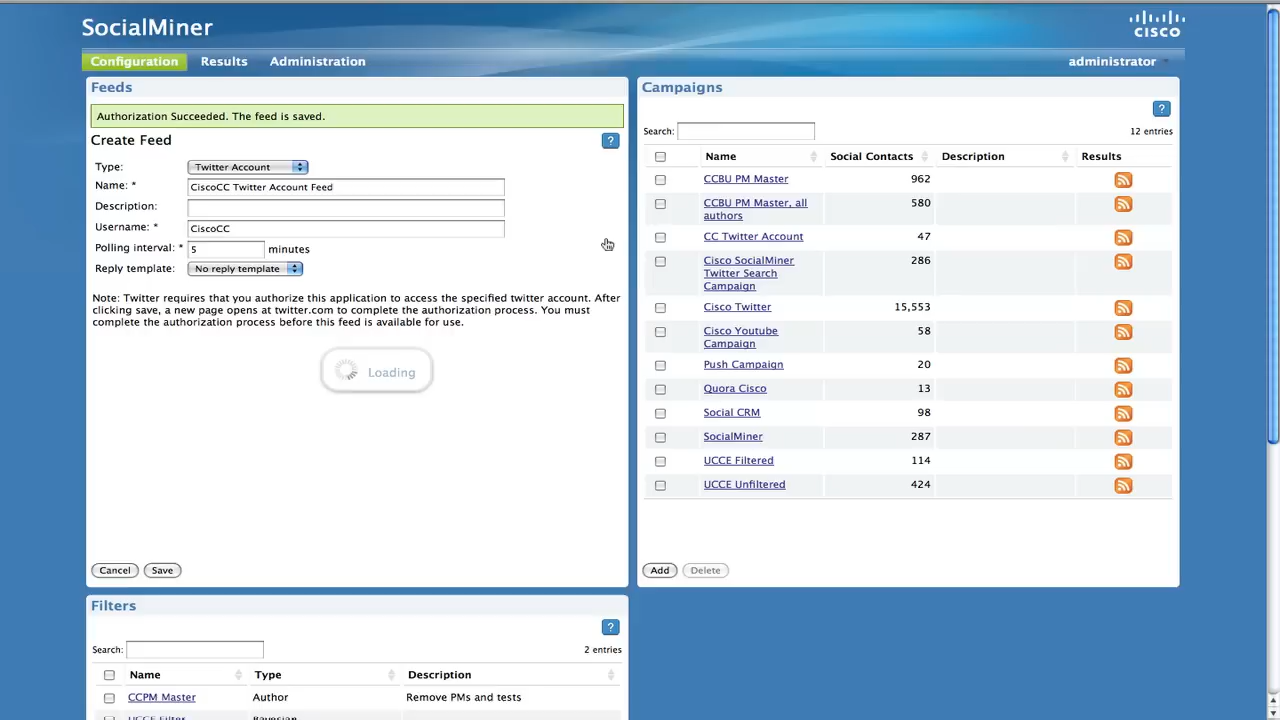 SocialMiner
CISCO
Configuration
Results
Administration
administrator
Feeds
Authorization Succeeded. The feed is saved.
Create Feed
?
Type:
Twitter Account
Name: *
CiscoCC Twitter Account Feed
Description:
Username: *
CiscoCC
Polling interval: *
5
minutes
Reply template:
No reply template
Note: Twitter requires that you authorize this application to access the specified twitter account. After
clicking save, a new page opens at twitter.com to complete the authorization process. You must
complete the authorization process before this feed is available for use.
Loading
Cancel
Save
Campaigns
?
Search:
12 entries
Name
Social Contacts
Description
Results
CCBU PM Master
962
CCBU PM Master, all
authors
580
CC Twitter Account
47
Cisco SocialMiner
Twitter Search
Campaign
286
Cisco Twitter
15,553
Cisco Youtube
Campaign
58
Push Campaign
20
Quora Cisco
13
Social CRM
98
SocialMiner
287
UCCE Filtered
114
UCCE Unfiltered
424
Add
Delete
Filters
?
Search:
2 entries
Name
Type
Description
CCPM Master
Author
Remove PMs and tests
UCCE Filter
Bayesian